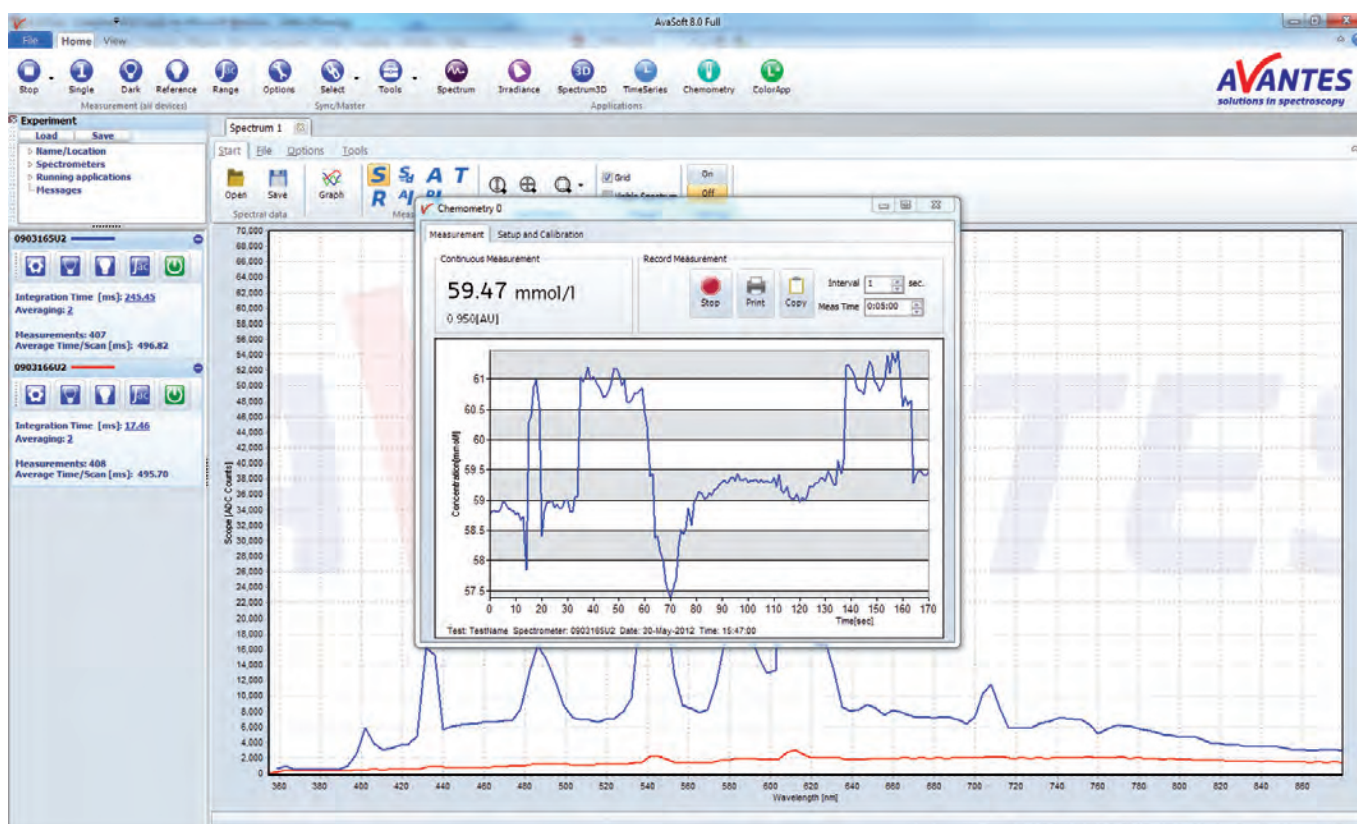 AvaSoft 8.0 Full
File Home View
Stop Single Dark Reference Range Options Select Tools Spectrum Irradiance Spectrum3D TimeSeries Chemometry ColorApp
Measurement (all devices) Sync/Master Applications
AVANTES
solutions in spectroscopy
Experiment
Load Save
Name/Location
Spectrometers
Running applications
Messages
Spectrum 1
Start File Options Tools
Open Save Graph S A T R Grid On
Off
Spectral data
0903165U2
Integration Time [ms]: 245.45
Averaging: 2
Measurements: 407
Average Time/Scan [ms]: 496.82
0903166U2
Integration Time [ms]: 17.46
Averaging: 2
Measurements: 408
Average Time/Scan [ms]: 495.70
Chemometry 0
Measurement Setup and Calibration
Continuous Measurement
59.47 mmol/l
0.950[AU]
Record Measurement
Stop Print Copy
Interval 1 sec.
Meas Time 0:05:00
Concentration[mmol/l]
61
60.5
60
59.5
59
58.5
58
57.5
0 10 20 30 40 50 60 70 80 90 100 110 120 130 140 150 160 170
Time[sec]
Test: TestName Spectrometer: 0903165U2 Date: 30-May-2012 Time: 15:47:00
Scope [ADC Counts]
70,000
68,000
66,000
64,000
62,000
60,000
58,000
56,000
54,000
52,000
50,000
48,000
46,000
44,000
42,000
40,000
38,000
36,000
34,000
32,000
30,000
28,000
26,000
24,000
22,000
20,000
18,000
16,000
14,000
12,000
10,000
8,000
6,000
4,000
2,000
0
360 380 400 420 440 460 480 500 520 540 560 580 600 620 640 660 680 700 720 740 760 780 800 820 840 860
Wavelength [nm]